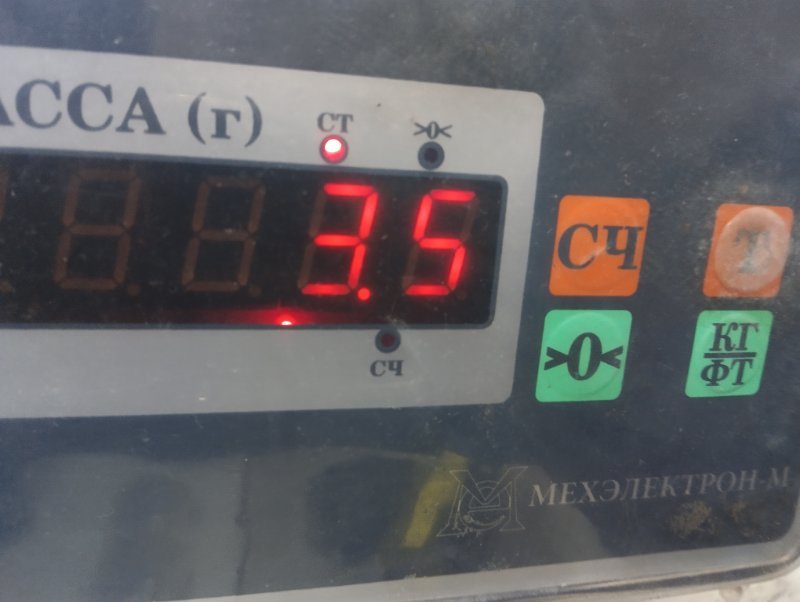 АССА (г)
СТ >0<
3.5
СЧ
СЧ Т
>0< КГ
ФТ
МЕХЭЛЕКТРОН-М